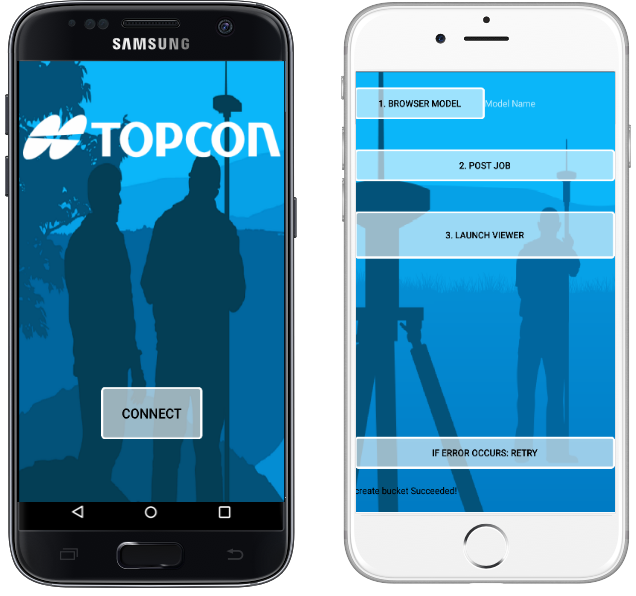 SAMSUNG
TOPCON
CONNECT
1. BROWSER MODEL
Model Name
2. POST JOB
3. LAUNCH VIEWER
IF ERROR OCCURS: RETRY
create bucket Succeeded!